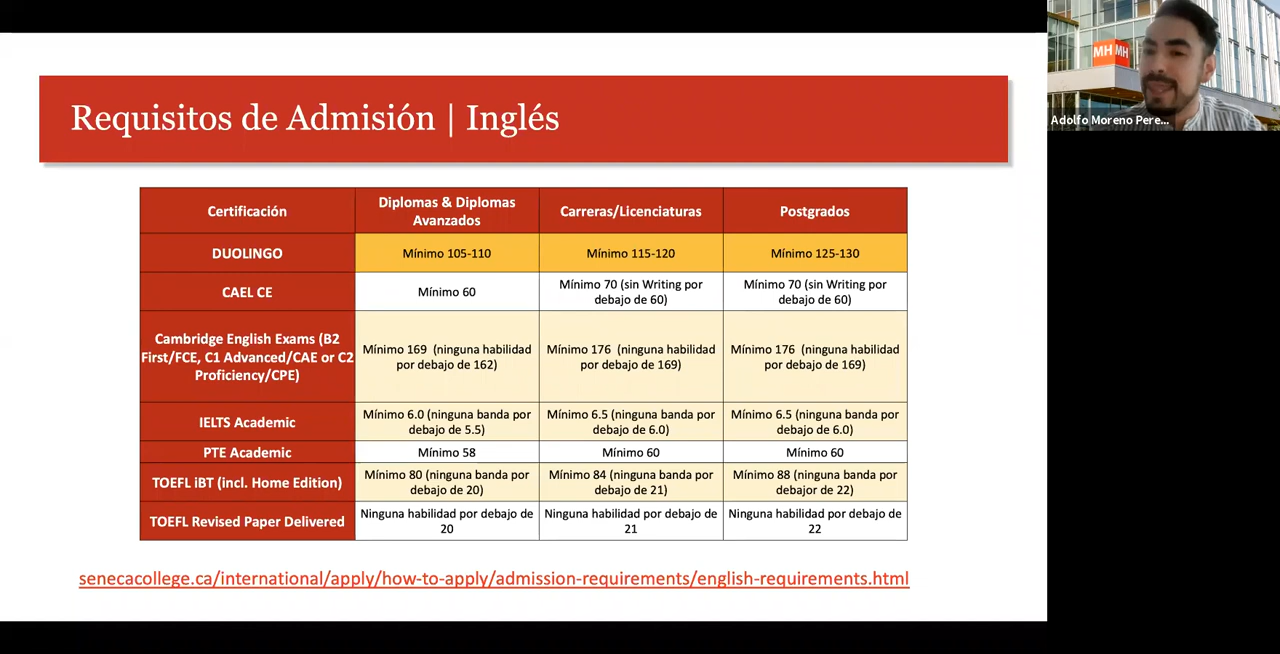 Requisitos de Admisión | Inglés
Certificación
Diplomas & Diplomas
Avanzados
Carreras/Licenciaturas
Postgrados
DUOLINGO
Mínimo 105-110
Mínimo 115-120
Mínimo 125-130
CAEL CE
Mínimo 60
Mínimo 70 (sin Writing por
debajo de 60)
Mínimo 70 (sin Writing por
debajo de 60)
Cambridge English Exams (B2
First/FCE, C1 Advanced/CAE or C2
Proficiency/CPE)
Mínimo 169 (ninguna habilidad
por debajo de 162)
Mínimo 176 (ninguna habilidad
por debajo de 169)
Mínimo 176 (ninguna habilidad
por debajo de 169)
IELTS Academic
Mínimo 6.0 (ninguna banda por
debajo de 5.5)
Mínimo 6.5 (ninguna banda por
debajo de 6.0)
Mínimo 6.5 (ninguna banda por
debajo de 6.0)
PTE Academic
Mínimo 58
Mínimo 60
Mínimo 60
TOEFL iBT (incl. Home Edition)
Mínimo 80 (ninguna banda por
debajo de 20)
Mínimo 84 (ninguna banda por
debajo de 21)
Mínimo 88 (ninguna banda por
debajor de 22)
TOEFL Revised Paper Delivered
Ninguna habilidad por debajo de
20
Ninguna habilidad por debajo de
21
Ninguna habilidad por debajo de
22
senecacollege.ca/international/apply/how-to-apply/admission-requirements/english-requirements.html
MH MH
Adolfo Moreno Pere...